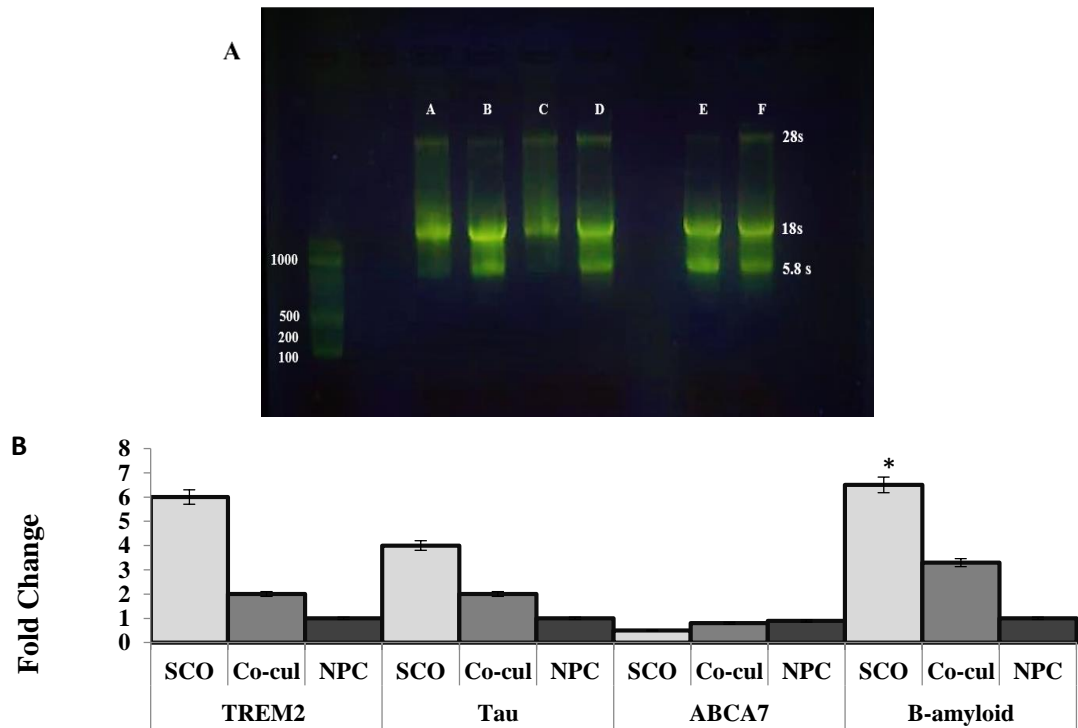 A
A B C D E F
28s
18s
1000
5.8 s
500
200
100
B
8
7
*
6
5
4
3
2
1
0
Fold Change
SCO Co-cul NPC SCO Co-cul NPC SCO Co-cul NPC SCO Co-cul NPC
TREM2 Tau ABCA7 B-amyloid